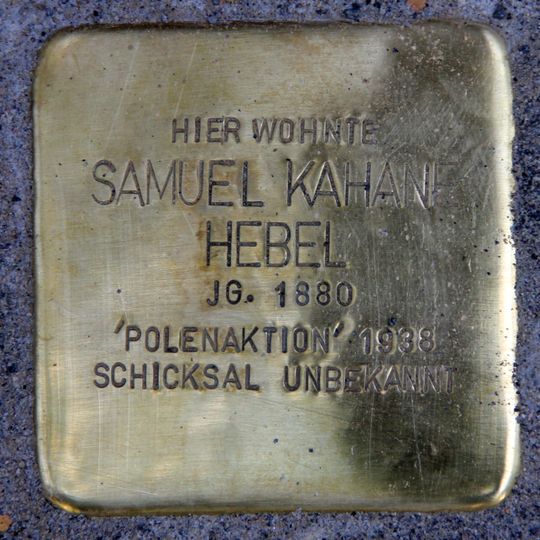 HIER WOHNTE
SAMUEL KAHANE
HEBEL
JG. 1880
'POLENAKTION' 1938
SCHICKSAL UNBEKANNT